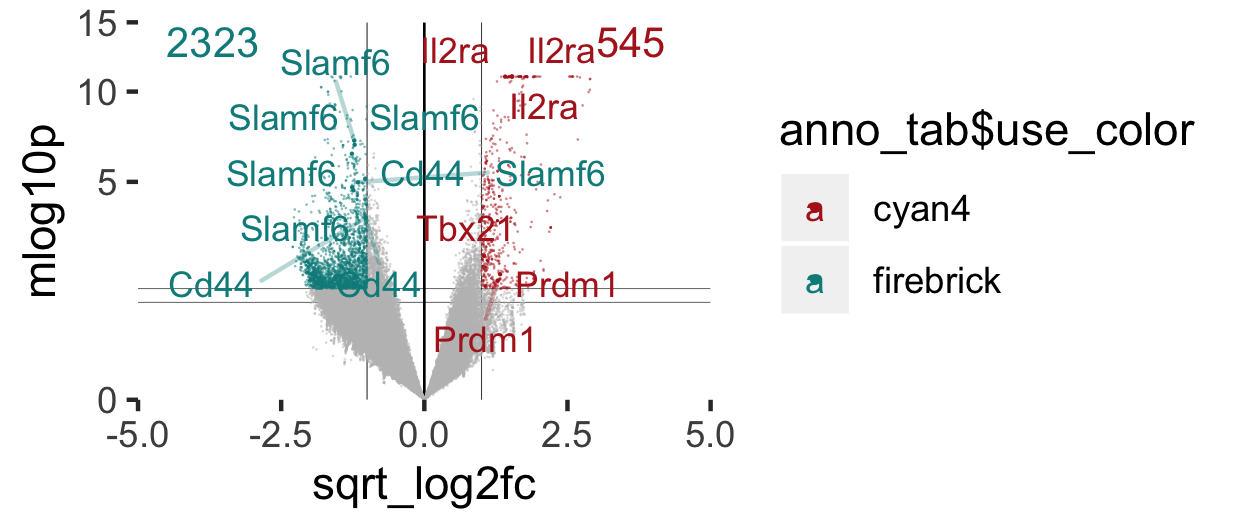 15
2323
Slamf6
Il2ra
Il2ra
545
10
Il2ra
Slamf6
Slamf6
anno_tab$use_color
5
Slamf6
Cd44
Slamf6
a cyan4
Slamf6
Tbx21
a firebrick
Cd44
Cd44
Prdm1
Prdm1
0
-5.0
-2.5
0.0
2.5
5.0
sqrt_log2fc
mlog10p